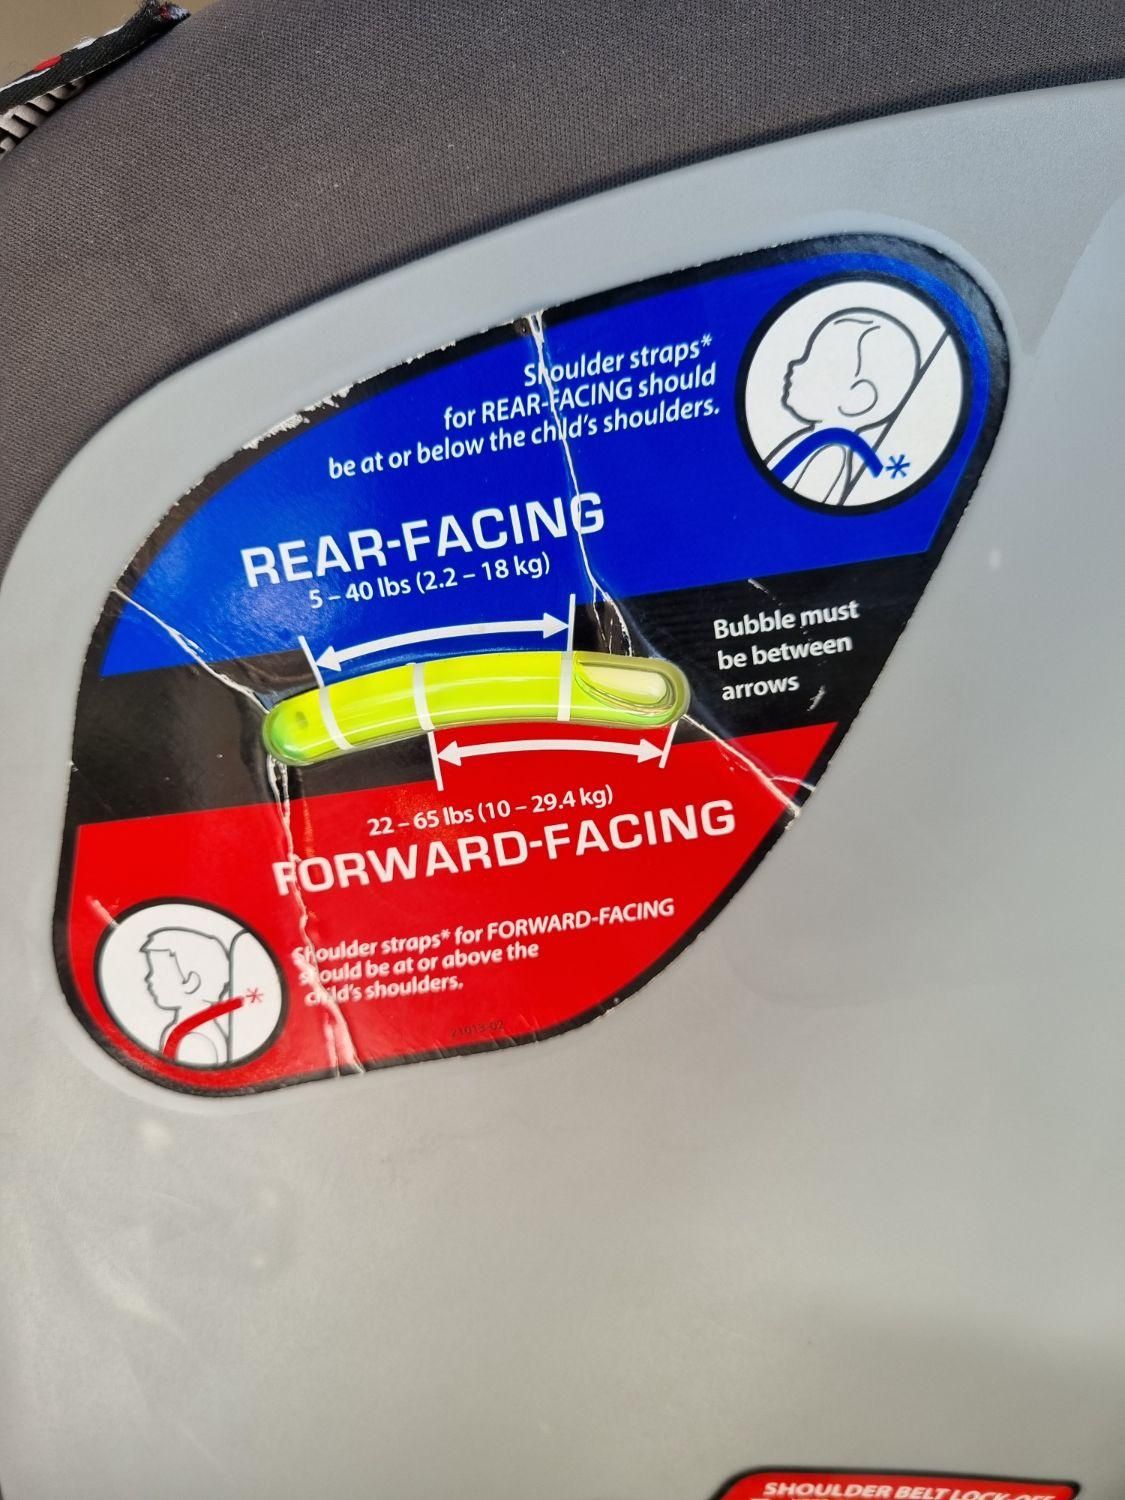 Shoulder straps*
for REAR-FACING should
be at or below the child's shoulders.
REAR-FACING
5 – 40 lbs (2.2 – 18 kg)
Bubble must
be between
arrows
22 – 65 lbs (10 – 29.4 kg)
FORWARD-FACING
Shoulder straps* for FORWARD-FACING
should be at or above the
child's shoulders.
21013-02
SHOULDER BELT LOCK-OFF